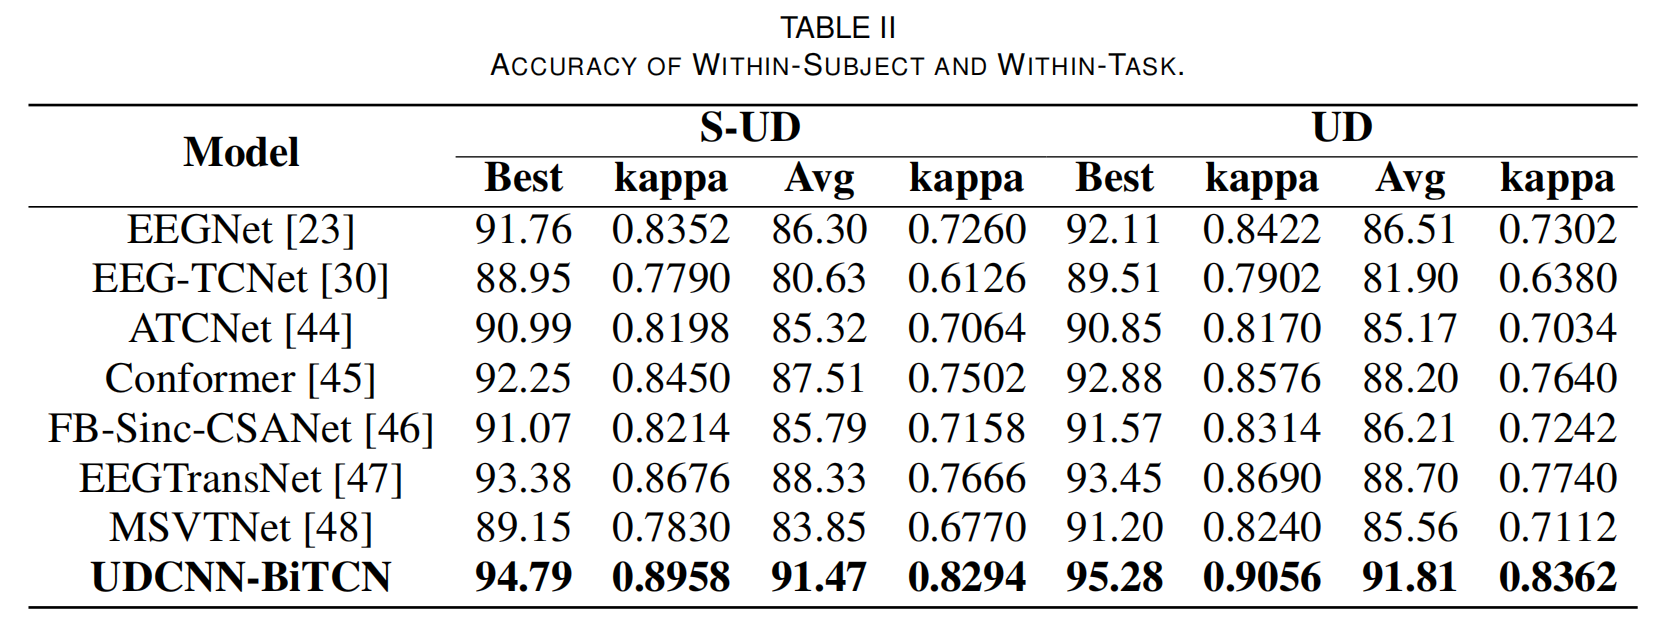 TABLE II
ACCURACY OF WITHIN-SUBJECT AND WITHIN-TASK.
Model S-UD UD
Best kappa Avg kappa Best kappa Avg kappa
EEGNet [23] 91.76 0.8352 86.30 0.7260 92.11 0.8422 86.51 0.7302
EEG-TCNet [30] 88.95 0.7790 80.63 0.6126 89.51 0.7902 81.90 0.6380
ATCNet [44] 90.99 0.8198 85.32 0.7064 90.85 0.8170 85.17 0.7034
Conformer [45] 92.25 0.8450 87.51 0.7502 92.88 0.8576 88.20 0.7640
FB-Sinc-CSANet [46] 91.07 0.8214 85.79 0.7158 91.57 0.8314 86.21 0.7242
EEGTransNet [47] 93.38 0.8676 88.33 0.7666 93.45 0.8690 88.70 0.7740
MSVTNet [48] 89.15 0.7830 83.85 0.6770 91.20 0.8240 85.56 0.7112
UDCNN-BiTCN 94.79 0.8958 91.47 0.8294 95.28 0.9056 91.81 0.8362